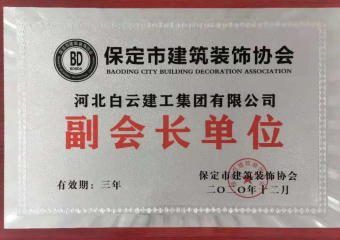 BD
保定市建筑装饰协会
BAODING CITY BUILDING DECORATION ASSOCIATION
河北白云建工集团有限公司
副会长单位
有效期：三年
保定市建筑装饰协会
二〇二〇年十二月